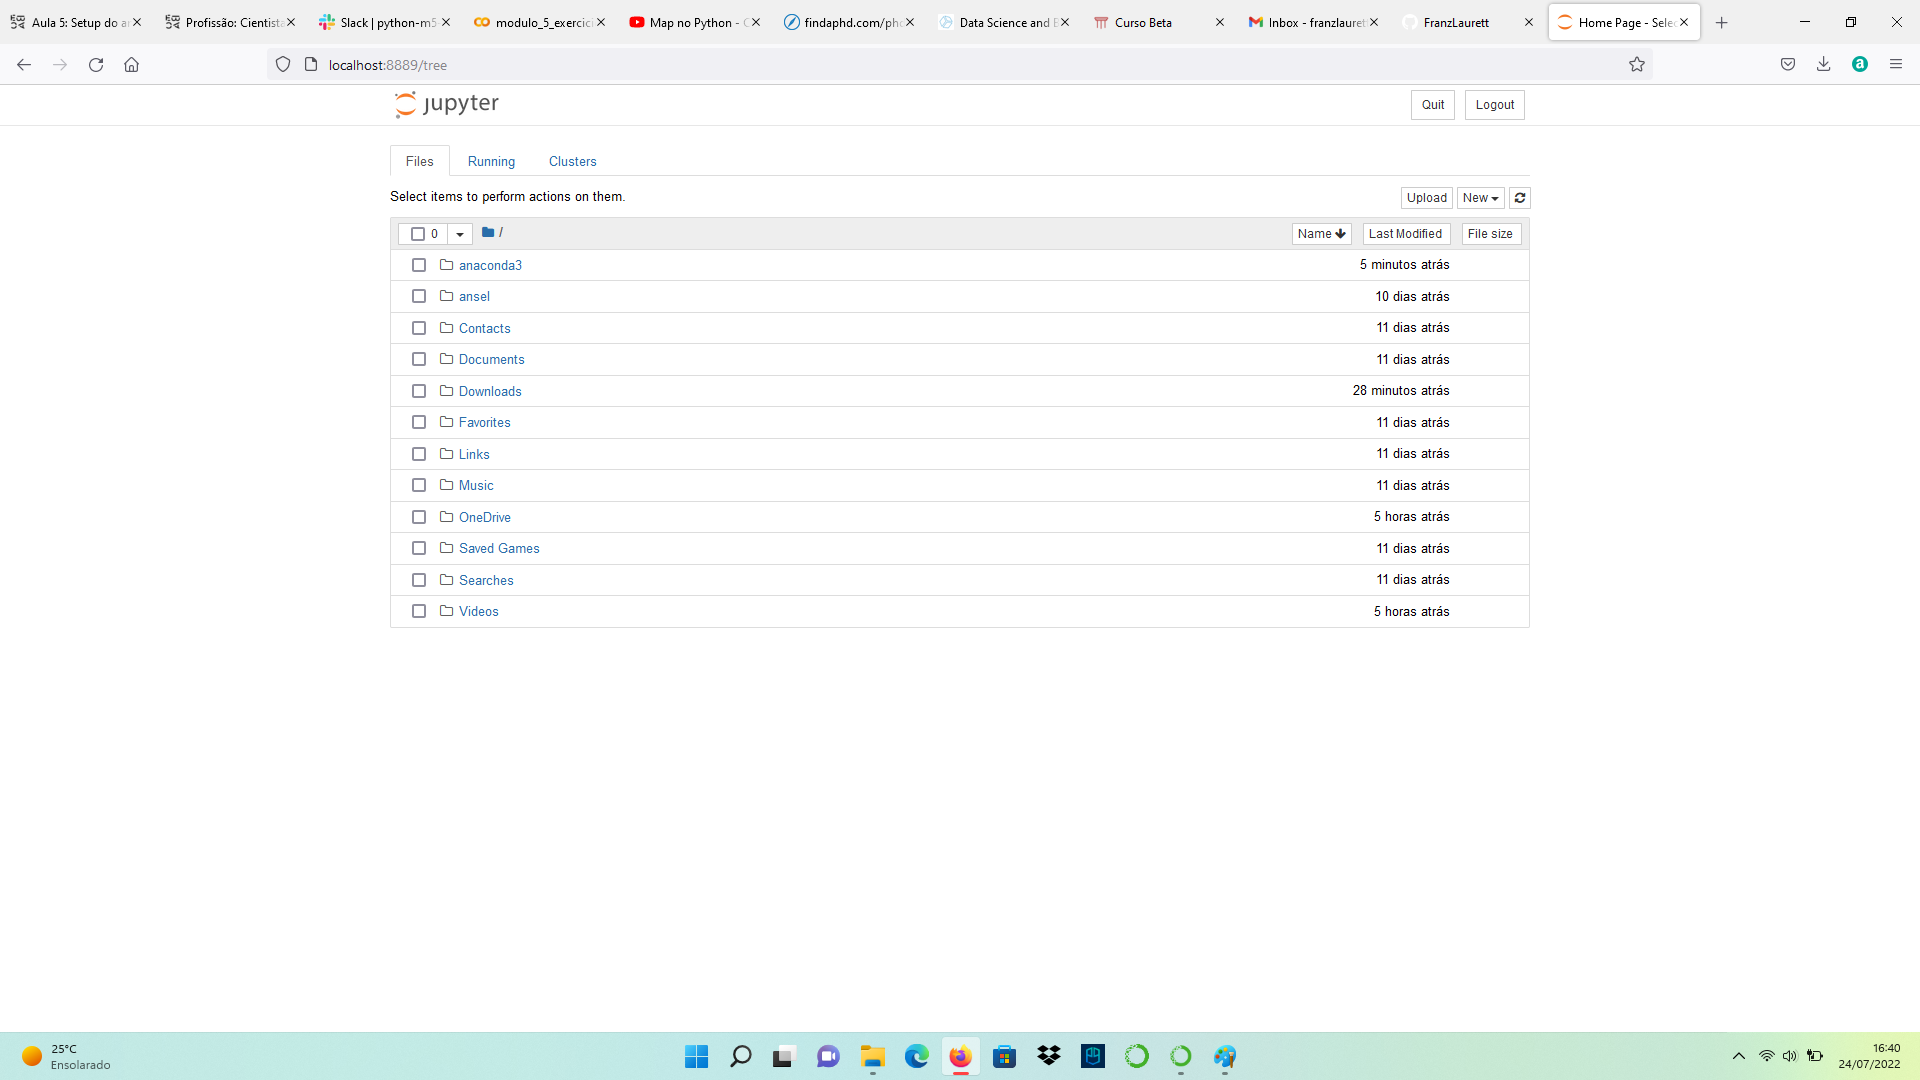 Aula 5: Setup do a
Profissão: Cientista
Slack | python-m5
modulo_5_exercici
Map no Python - C
findaphd.com/phd
Data Science and E
Curso Beta
Inbox - franzlaurett
FranzLaurett
Home Page - Selec
localhost:8889/tree
jupyter
Quit
Logout
Files
Running
Clusters
Select items to perform actions on them.
Upload
New
0
/
Name
Last Modified
File size
anaconda3 5 minutos atrás
ansel 10 dias atrás
Contacts 11 dias atrás
Documents 11 dias atrás
Downloads 28 minutos atrás
Favorites 11 dias atrás
Links 11 dias atrás
Music 11 dias atrás
OneDrive 5 horas atrás
Saved Games 11 dias atrás
Searches 11 dias atrás
Videos 5 horas atrás
25°C
Ensolarado
16:40
24/07/2022